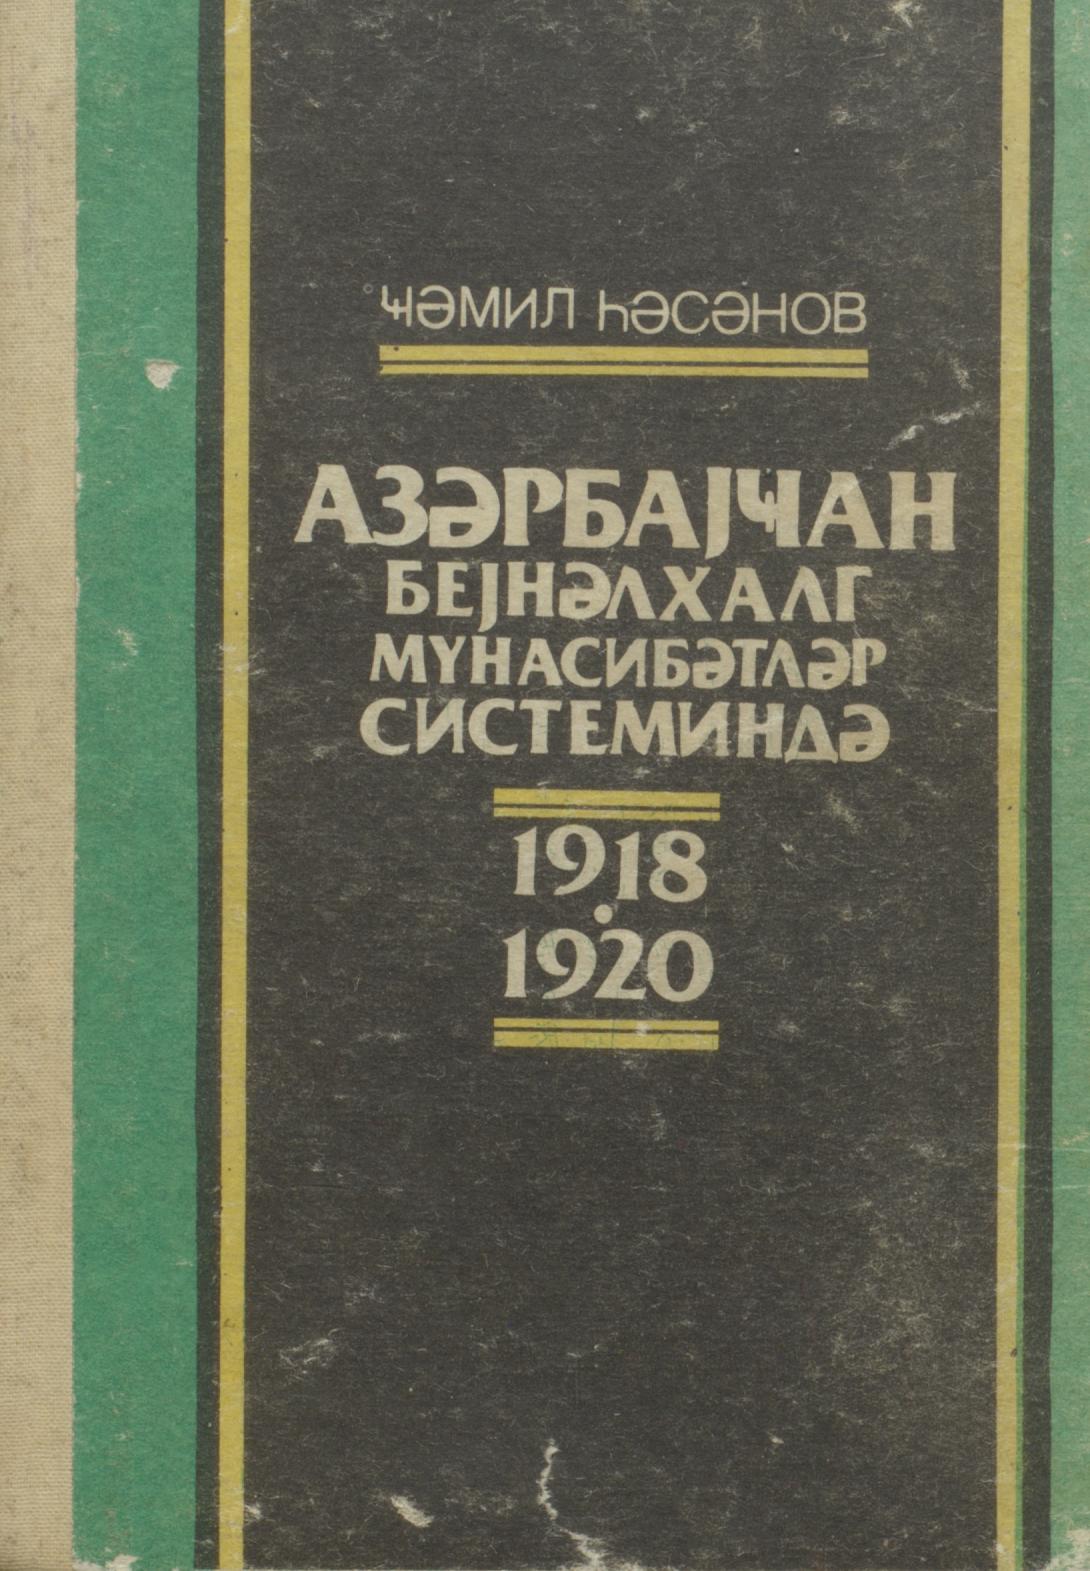 ҸӘМИЛ ҺӘСӘНОВ
АЗӘРБАЈҸАН
БЕЈНӘЛХАЛГ
МҮНАСИБӘТЛӘР
СИСТЕМИНДӘ
1918
•
1920